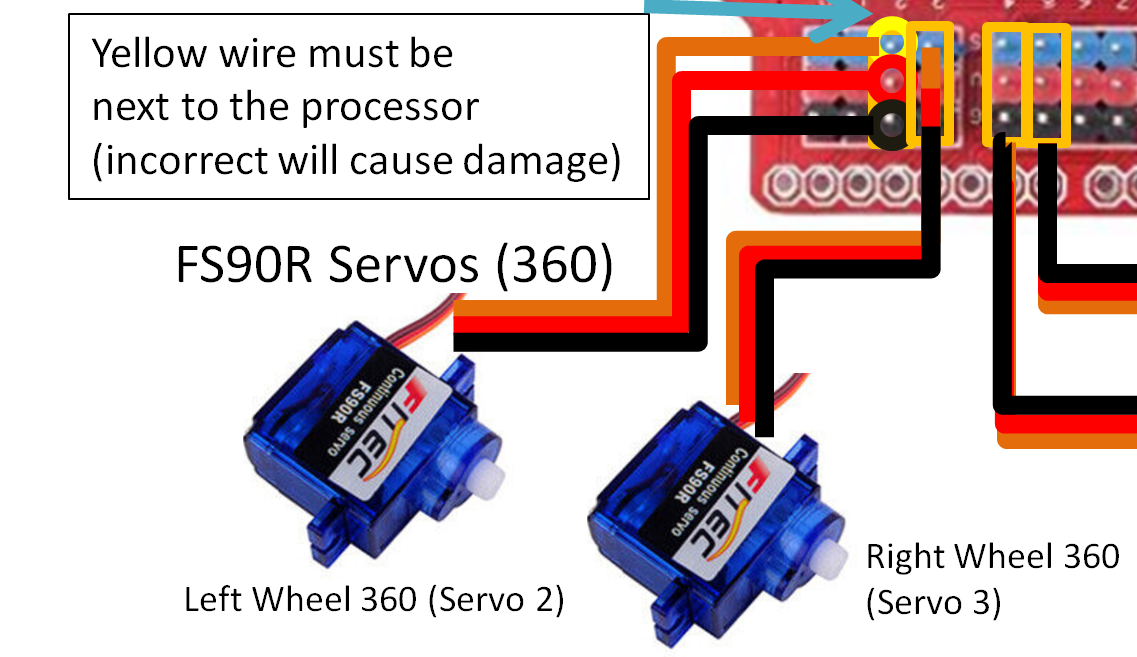 Yellow wire must be
next to the processor
(incorrect will cause damage)
FS90R Servos (360)
FITEC
Continuous servo
FS90R
FITEC
Continuous servo
FS90R
Left Wheel 360 (Servo 2)
Right Wheel 360
(Servo 3)